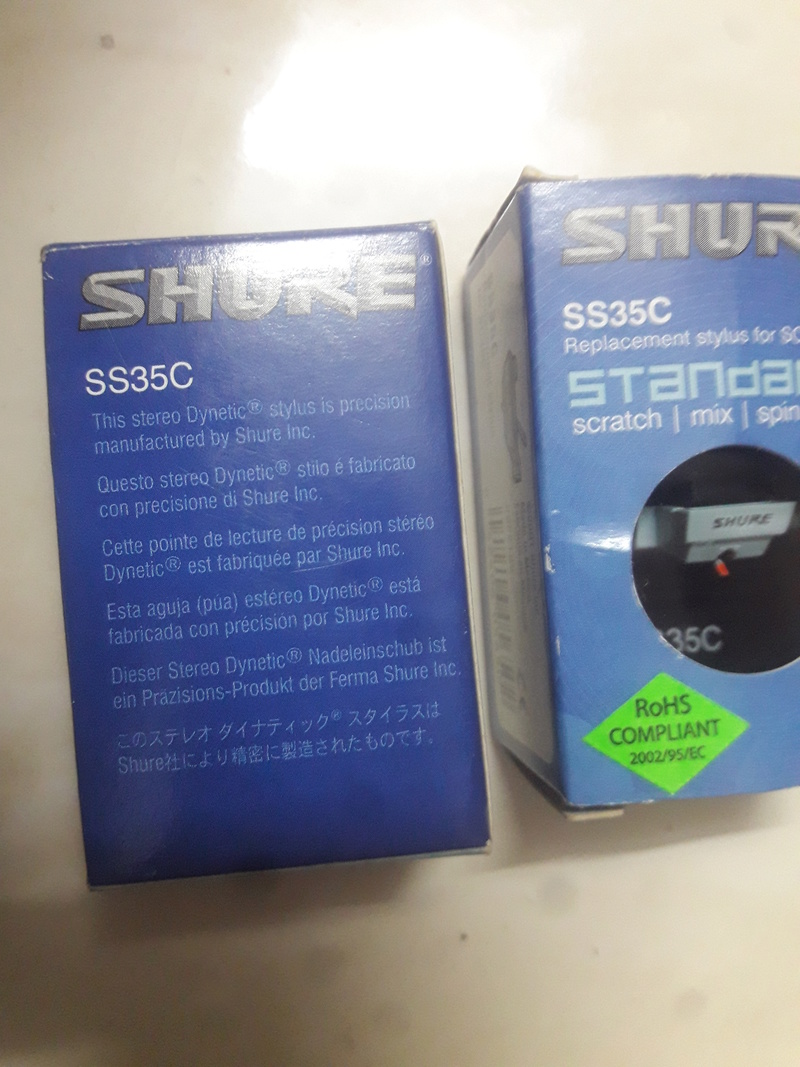 SHURE®
SS35C
This stereo Dynetic® stylus is precision
manufactured by Shure Inc.
Questo stereo Dynetic® stilo é fabricato
con precisione di Shure Inc.
Cette pointe de lecture de précision stéréo
Dynetic® est fabriquée par Shure Inc.
Esta aguja (púa) estéreo Dynetic® está
fabricada con précisión por Shure Inc.
Dieser Stereo Dynetic® Nadeleinschub ist
ein Präzisions-Produkt der Ferma Shure Inc.
このステレオ ダイナティック® スタイラスは
Shure社により精密に製造されたものです。
SHUR
SS35C
Replacement stylus for SC
standa
scratch | mix | spin
SHURE
35C
RoHS
COMPLIANT
2002/95/EC